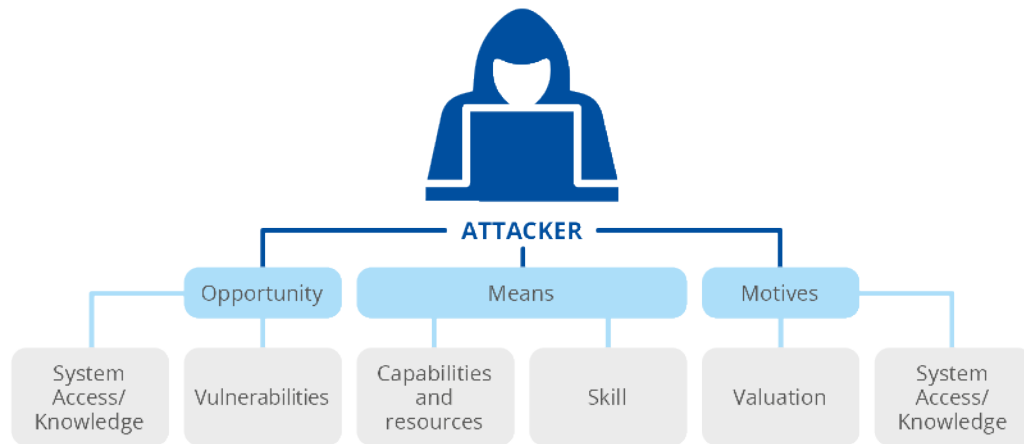 ATTACKER
Opportunity
Means
Motives
System
Access/
Knowledge
Vulnerabilities
Capabilities
and
resources
Skill
Valuation
System
Access/
Knowledge